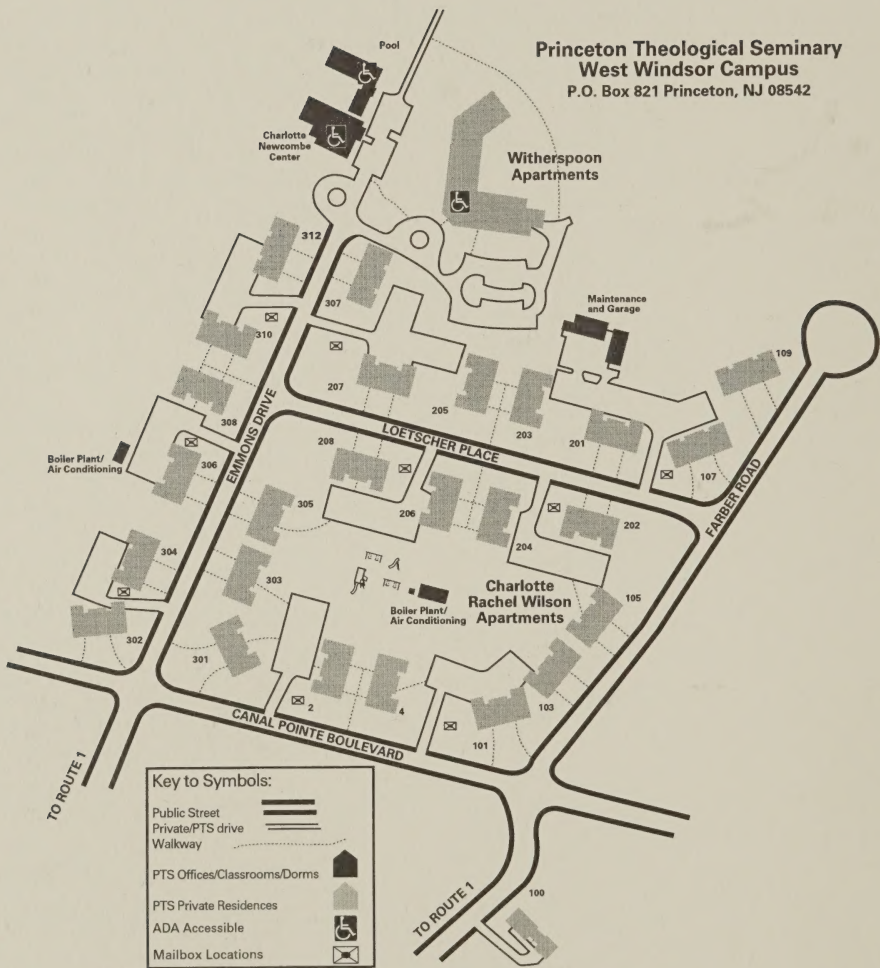 Princeton Theological Seminary
West Windsor Campus
P.O. Box 821 Princeton, NJ 08542
Pool
Charlotte
Newcombe
Center
Witherspoon
Apartments
312
307
Maintenance
and Garage
310
109
207
205
308
203
201
EMMONS DRIVE
LOETSCHER PLACE
Boiler Plant/
Air Conditioning
306
208
107
FARBER ROAD
305
206
202
204
304
303
Boiler Plant/
Air Conditioning
Charlotte
Rachel Wilson
Apartments
105
302
301
2
4
103
101
CANAL POINTE BOULEVARD
TO ROUTE 1
TO ROUTE 1
100
Key to Symbols:
Public Street
Private/PTS drive
Walkway
PTS Offices/Classrooms/Dorms
PTS Private Residences
ADA Accessible
Mailbox Locations